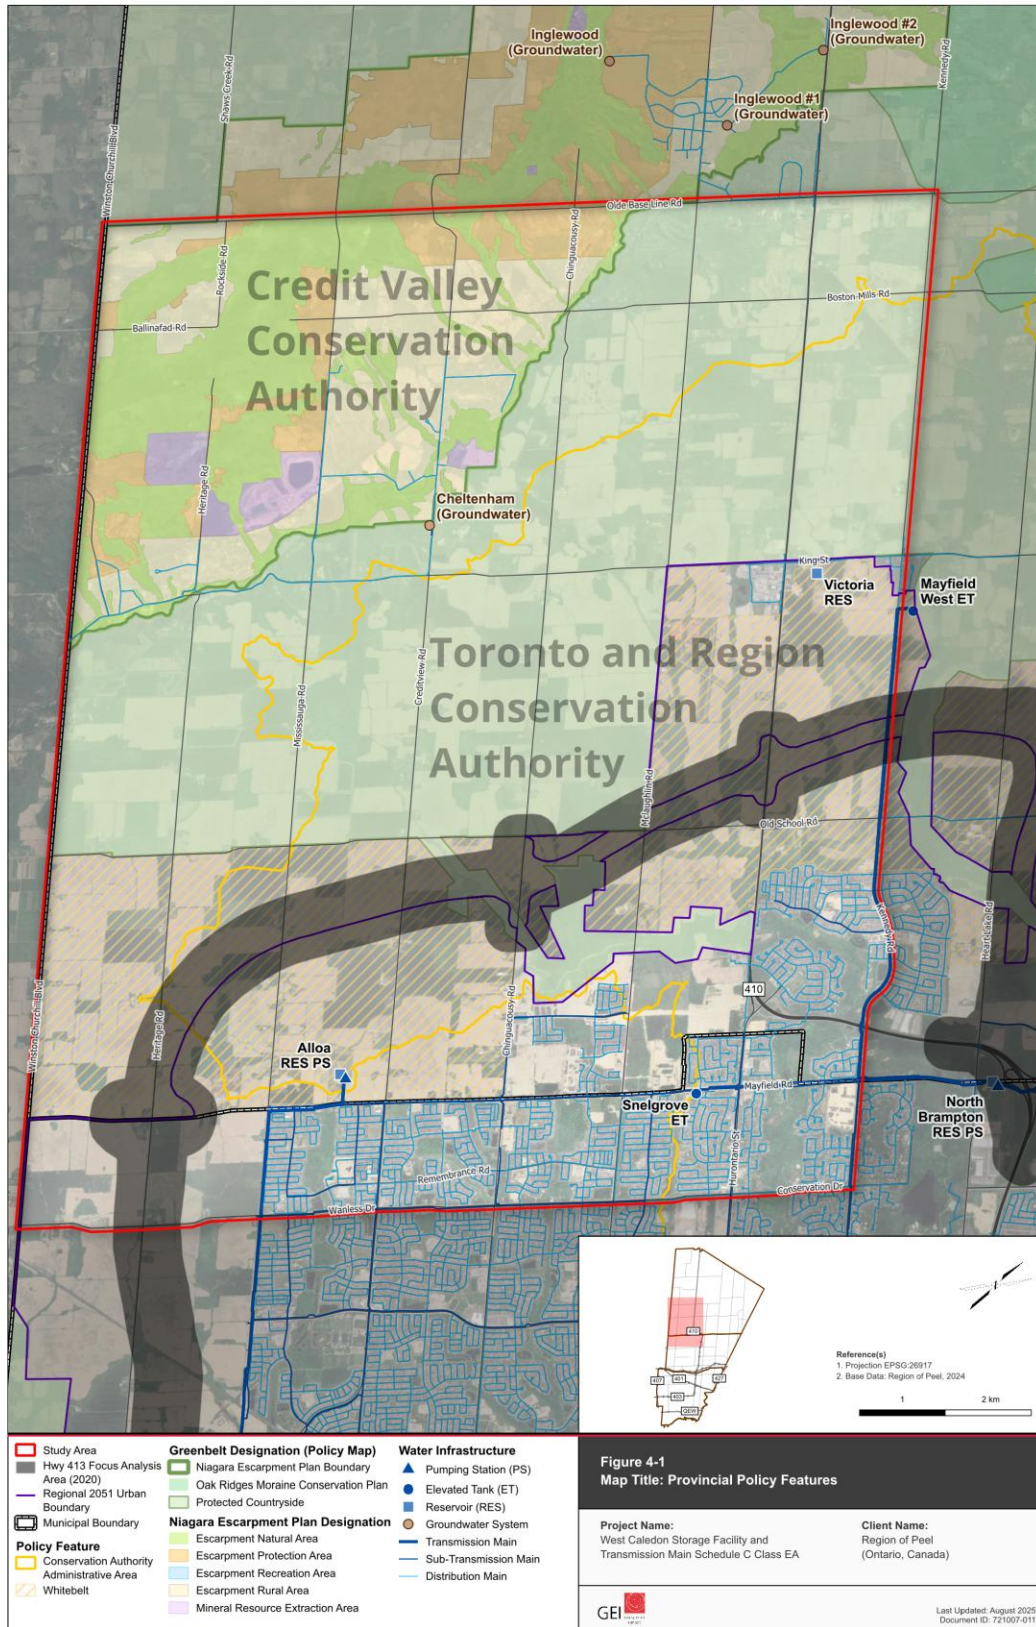 Inglewood
(Groundwater)
Inglewood #2
(Groundwater)
Inglewood #1
(Groundwater)
Kennedy Rd
Shaws Creek Rd
Winston Churchill Blvd
Olde Base Line Rd
Chinguacousy Rd
Rockside Rd
Ballinafad Rd
Boston Mills Rd
Credit Valley
Conservation
Authority
Heritage Rd
Cheltenham
(Groundwater)
King St
Victoria
RES
Mayfield
West ET
Toronto and Region
Conservation
Authority
Creditview Rd
Mississauga Rd
Mclaughlin Rd
Old School Rd
Kennedy Rd
Heart Lake Rd
410
Winston Churchill Blvd
Heritage Rd
Chinguacousy Rd
Alloa
RES PS
Snelgrove
ET
Mayfield Rd
North
Brampton
RES PS
Hurontario St
Remembrance Rd
Conservation Dr
Wanless Dr
410
407
401
427
403
QEW
Reference(s)
1. Projection EPSG:26917
2. Base Data: Region of Peel, 2024
1 2 km
Study Area
Hwy 413 Focus Analysis
Area (2020)
Regional 2051 Urban
Boundary
Municipal Boundary
Policy Feature
Conservation Authority
Administrative Area
Whitebelt
Greenbelt Designation (Policy Map)
Niagara Escarpment Plan Boundary
Oak Ridges Moraine Conservation Plan
Protected Countryside
Niagara Escarpment Plan Designation
Escarpment Natural Area
Escarpment Protection Area
Escarpment Recreation Area
Escarpment Rural Area
Mineral Resource Extraction Area
Water Infrastructure
Pumping Station (PS)
Elevated Tank (ET)
Reservoir (RES)
Groundwater System
Transmission Main
Sub-Transmission Main
Distribution Main
Figure 4-1
Map Title: Provincial Policy Features
Project Name:
West Caledon Storage Facility and
Transmission Main Schedule C Class EA
Client Name:
Region of Peel
(Ontario, Canada)
GEI
Last Updated: August 2025
Document ID: 721007-011